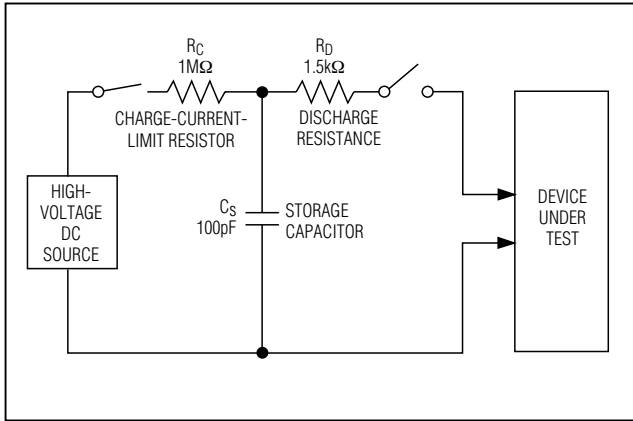 R_C
1MΩ
CHARGE-CURRENT-
LIMIT RESISTOR
R_D
1.5kΩ
DISCHARGE
RESISTANCE
HIGH-
VOLTAGE
DC
SOURCE
C_S
100pF
STORAGE
CAPACITOR
DEVICE
UNDER
TEST